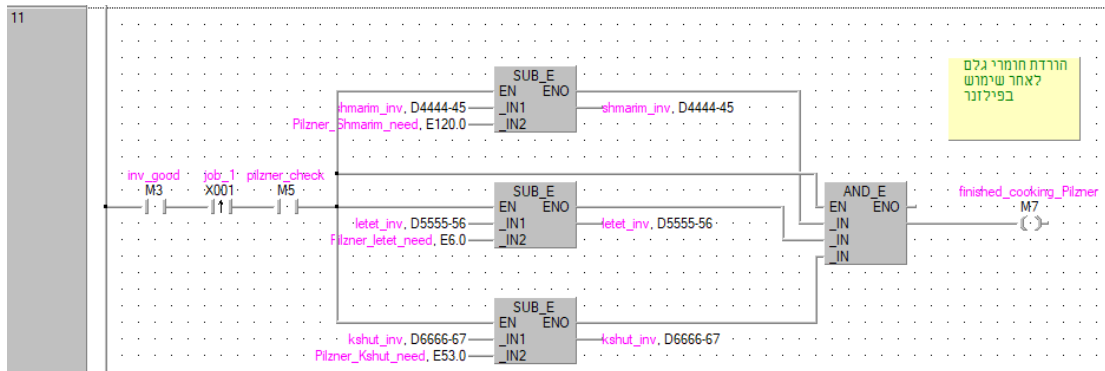 11
הורדת חומרי גלם
לאחר שימוש
בפילזנר
SUB_E
EN ENO
shmarim_inv, D4444-45 _IN1 shmarim_inv, D4444-45
Pilzner_Shmarim_need, E120.0 _IN2
inv_good job_1 pilzner_check
M3 X001 M5
SUB_E
EN ENO
letet_inv, D5555-56 _IN1 letet_inv, D5555-56
Pilzner_letet_need, E6.0 _IN2
AND_E
EN ENO
_IN
_IN
_IN
finished_cooking_Pilzner
M7
SUB_E
EN ENO
kshut_inv, D6666-67 _IN1 kshut_inv, D6666-67
Pilzner_Kshut_need, E53.0 _IN2